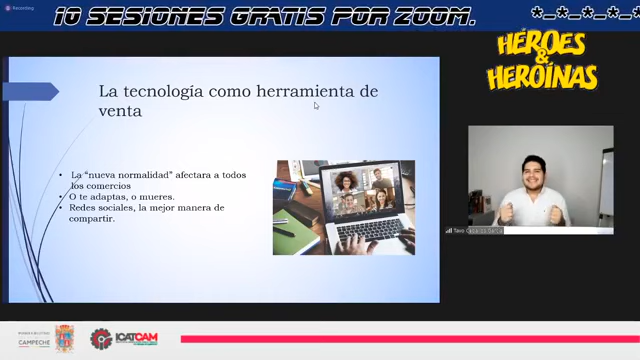 Recording
10 SESIONES GRATIS POR ZOOM.
HÉROES
&
HEROÍNAS
La tecnología como herramienta de
venta
• La “nueva normalidad” afectara a todos
los comercios
• O te adaptas, o mueres.
• Redes sociales, la mejor manera de
compartir.
CAMPECHE
ICATCAM